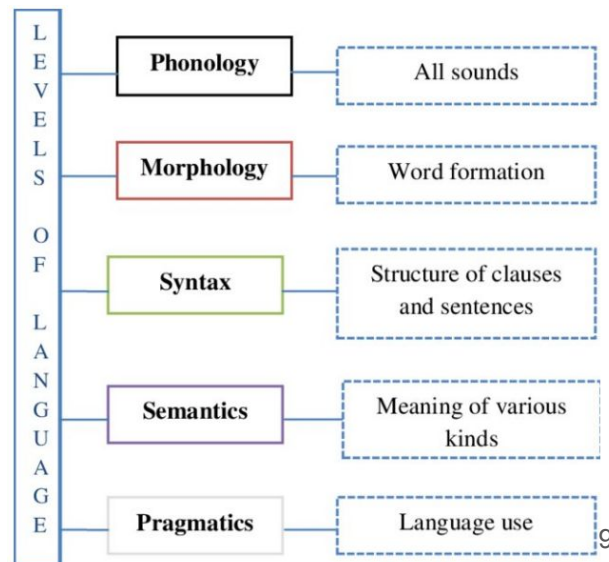 LEVELS OF LANGUAGE
Phonology
All sounds
Morphology
Word formation
Syntax
Structure of clauses
and sentences
Semantics
Meaning of various
kinds
Pragmatics
Language use
9